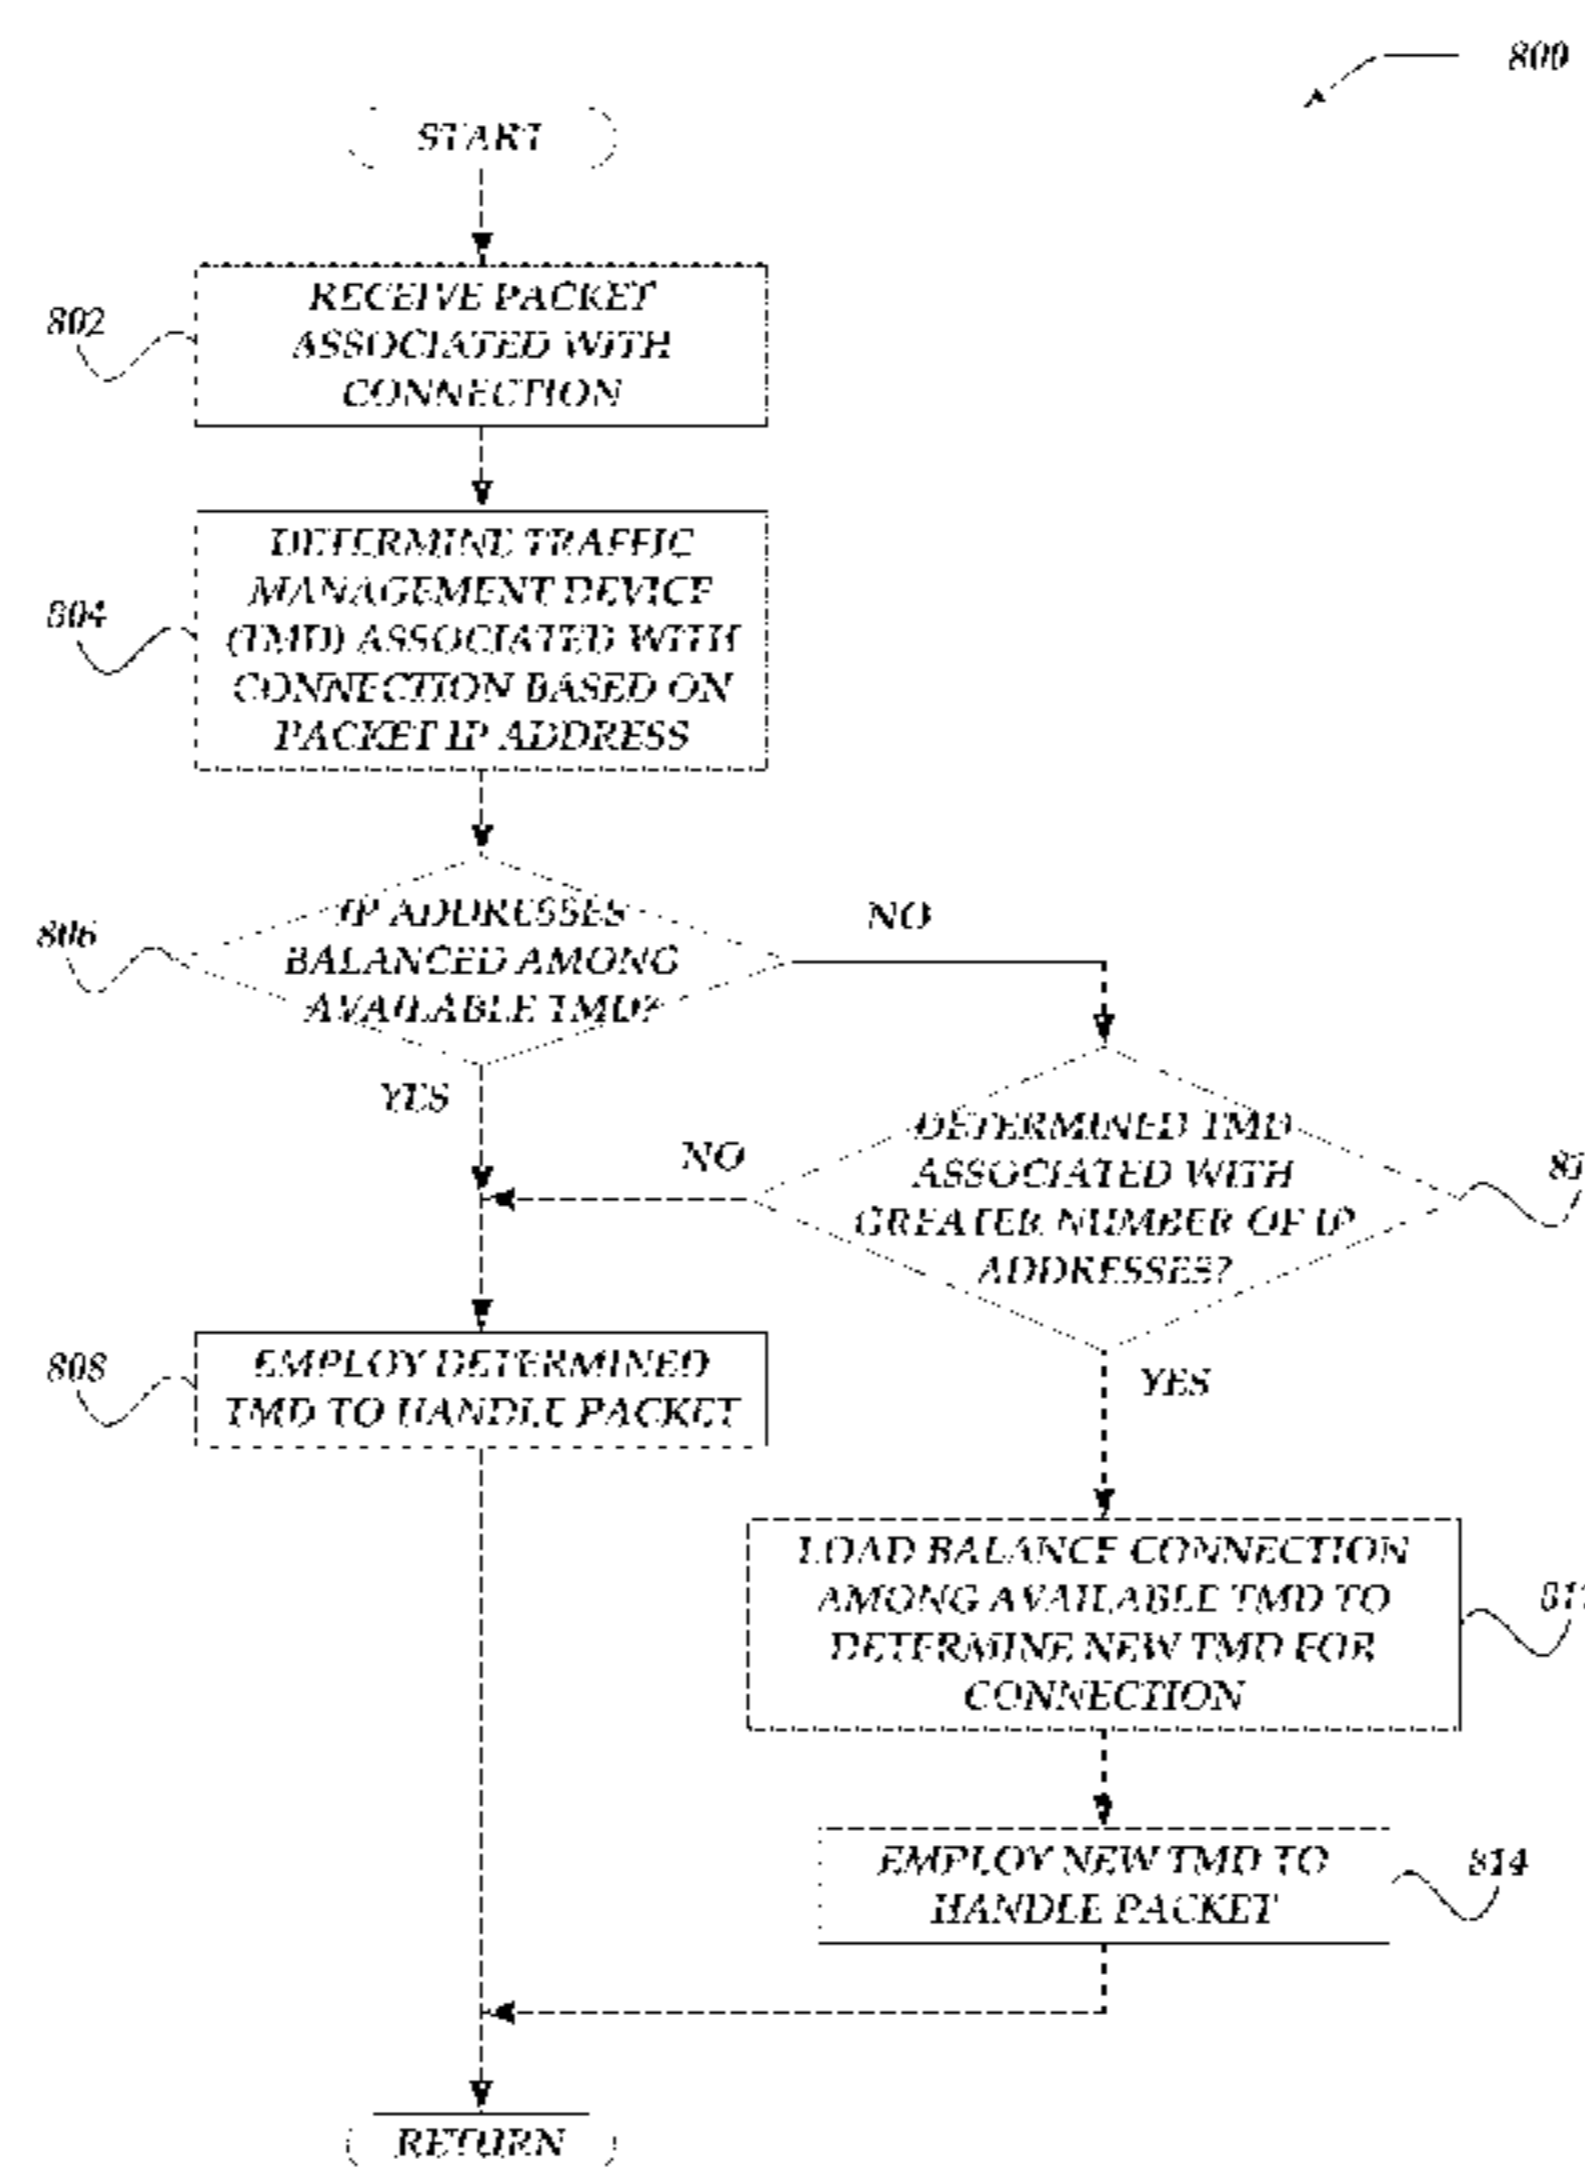 800
START
802
RECEIVE PACKET
ASSOCIATED WITH
CONNECTION
804
DETERMINE TRAFFIC
MANAGEMENT DEVICE
(TMD) ASSOCIATED WITH
CONNECTION BASED ON
PACKET IP ADDRESS
806
IP ADDRESSES
BALANCED AMONG
AVAILABLE TMD?
NO
YES
DETERMINED TMD
ASSOCIATED WITH
GREATER NUMBER OF IP
ADDRESSES?
NO
YES
808
EMPLOY DETERMINED
TMD TO HANDLE PACKET
LOAD BALANCE CONNECTION
AMONG AVAILABLE TMD TO
DETERMINE NEW TMD FOR
CONNECTION
EMPLOY NEW TMD TO
HANDLE PACKET
814
RETURN